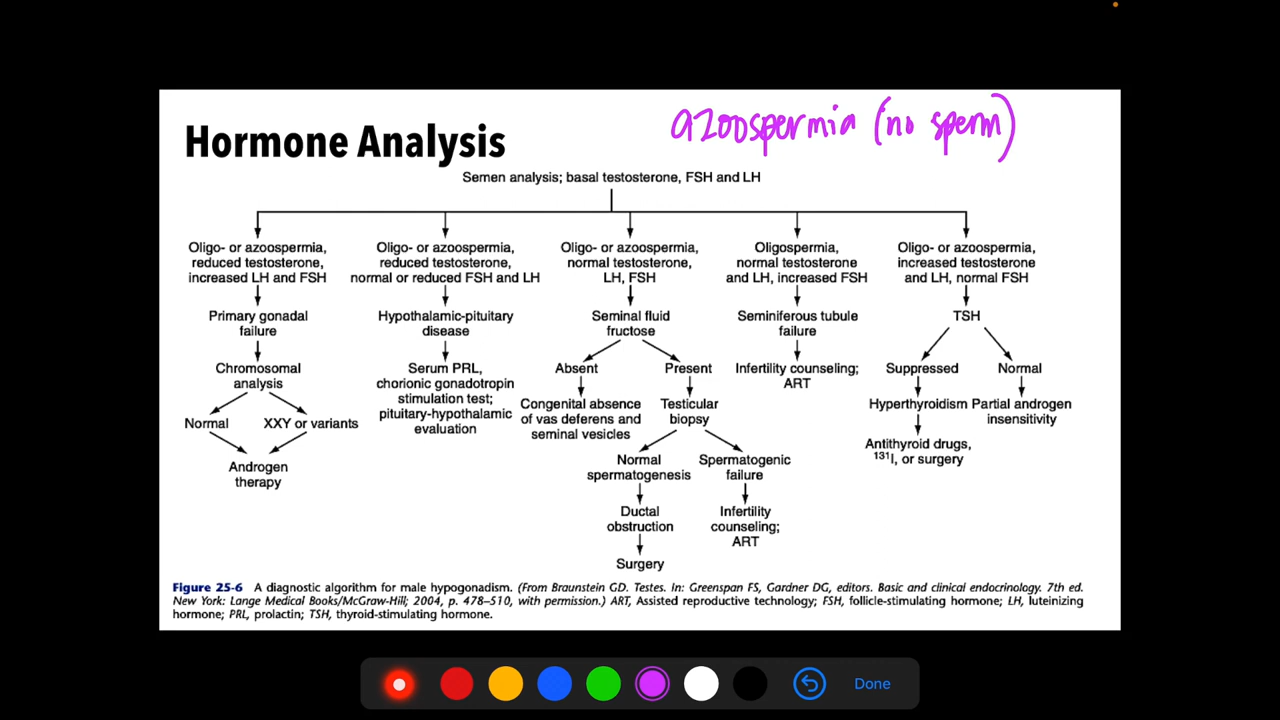 azoospermia (no sperm)
Hormone Analysis
Semen analysis; basal testosterone, FSH and LH
Oligo- or azoospermia,
reduced testosterone,
increased LH and FSH
Primary gonadal
failure
Chromosomal
analysis
Normal
XXY or variants
Androgen
therapy
Oligo- or azoospermia,
reduced testosterone,
normal or reduced FSH and LH
Hypothalamic-pituitary
disease
Serum PRL,
chorionic gonadotropin
stimulation test;
pituitary-hypothalamic
evaluation
Oligo- or azoospermia,
normal testosterone,
LH, FSH
Seminal fluid
fructose
Absent
Congenital absence
of vas deferens and
seminal vesicles
Present
Testicular
biopsy
Normal
spermatogenesis
Ductal
obstruction
Surgery
Spermatogenic
failure
Infertility
counseling;
ART
Oligospermia,
normal testosterone
and LH, increased FSH
Seminiferous tubule
failure
Infertility counseling;
ART
Oligo- or azoospermia,
increased testosterone
and LH, normal FSH
TSH
Suppressed
Hyperthyroidism
Antithyroid drugs,
131I, or surgery
Normal
Partial androgen
insensitivity
Figure 25-6 A diagnostic algorithm for male hypogonadism. (From Braunstein GD. Testes. In: Greenspan FS, Gardner DG, editors. Basic and clinical endocrinology. 7th ed.
New York: Lange Medical Books/McGraw-Hill; 2004, p. 478–510, with permission.) ART, Assisted reproductive technology; FSH, follicle-stimulating hormone; LH, luteinizing
hormone; PRL, prolactin; TSH, thyroid-stimulating hormone.
Done